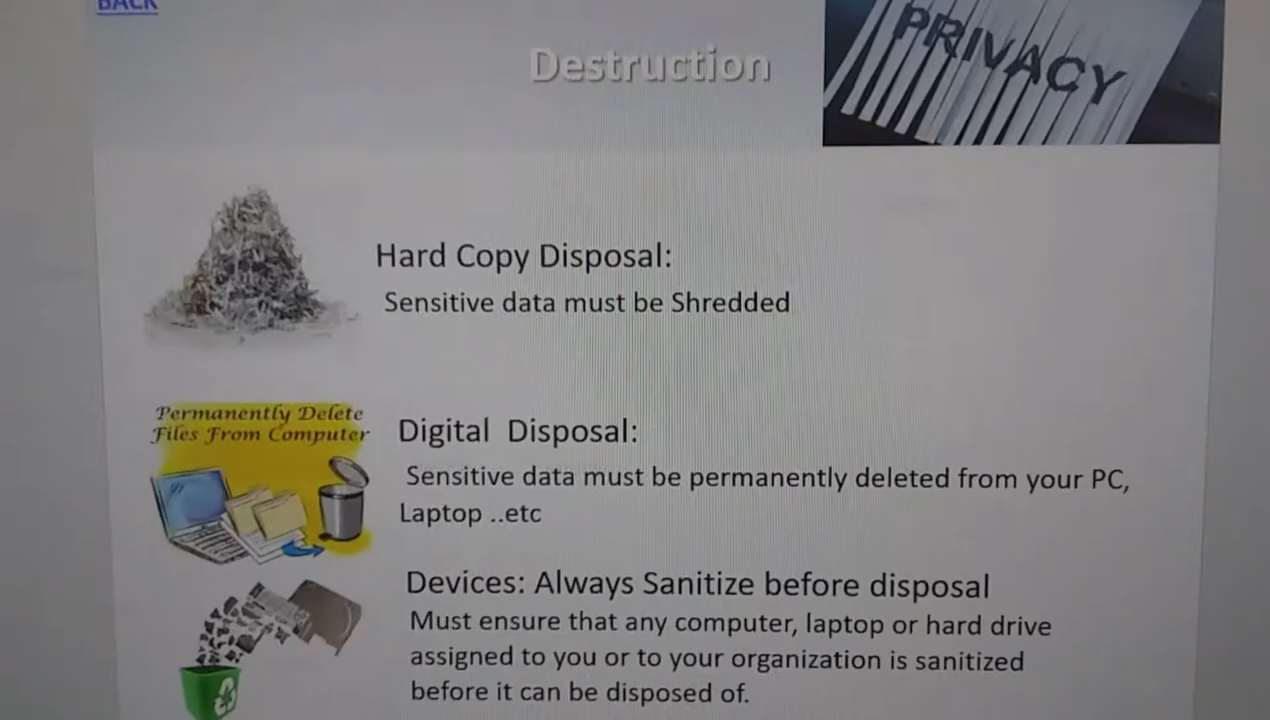 BACK
PRIVACY
Destruction
Hard Copy Disposal:
Sensitive data must be Shredded
Permanently Delete
Files From Computer
Digital Disposal:
Sensitive data must be permanently deleted from your PC,
Laptop ..etc
Devices: Always Sanitize before disposal
Must ensure that any computer, laptop or hard drive
assigned to you or to your organization is sanitized
before it can be disposed of.